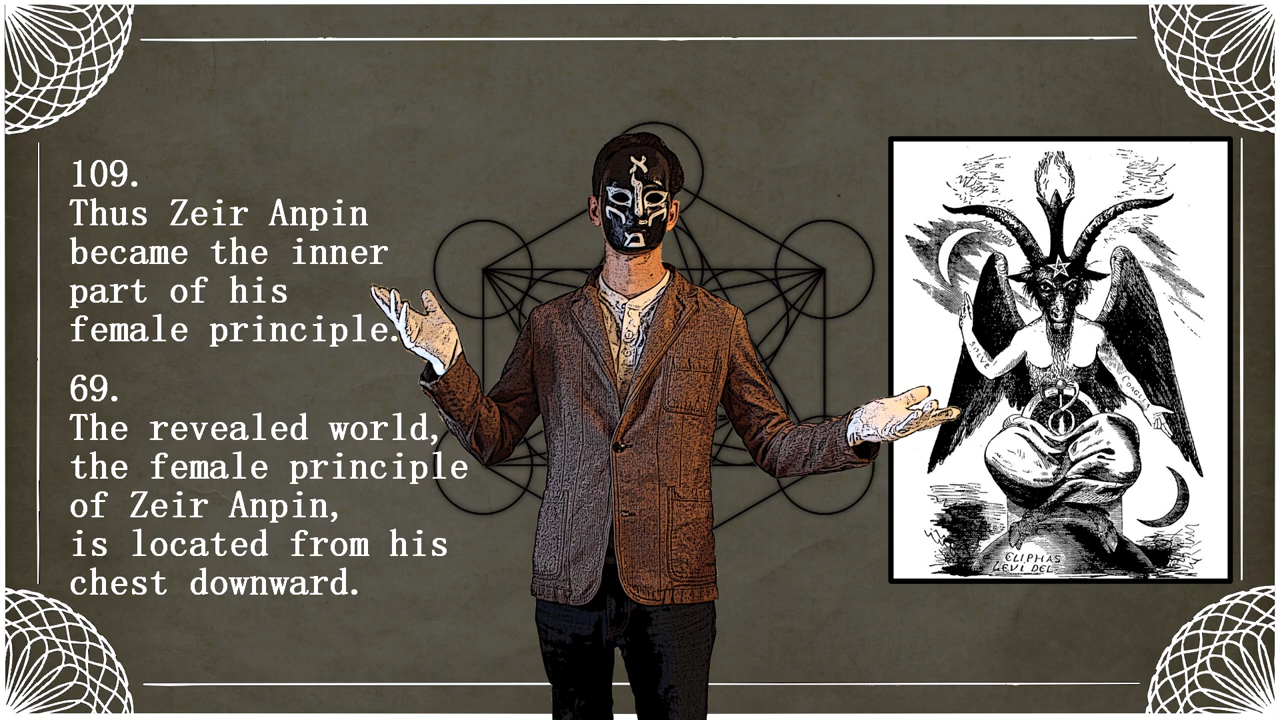 109.
Thus Zeir Anpin
became the inner
part of his
female principle.
69.
The revealed world,
the female principle
of Zeir Anpin,
is located from his
chest downward.
SOLVE
COAGULA
ELIPHAS
LEVI DEL